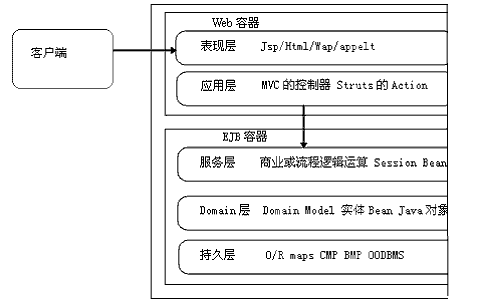 Web 容器
客户端
表现层 Jsp/Html/Wap/appelt
应用层 MVC 的控制器 Struts 的 Action
EJB 容器
服务层 商业或流程逻辑运算 Session Bean
Domain 层 Domain Model 实体 Bean Java 对象
持久层 O/R maps CMP BMP OODBMS